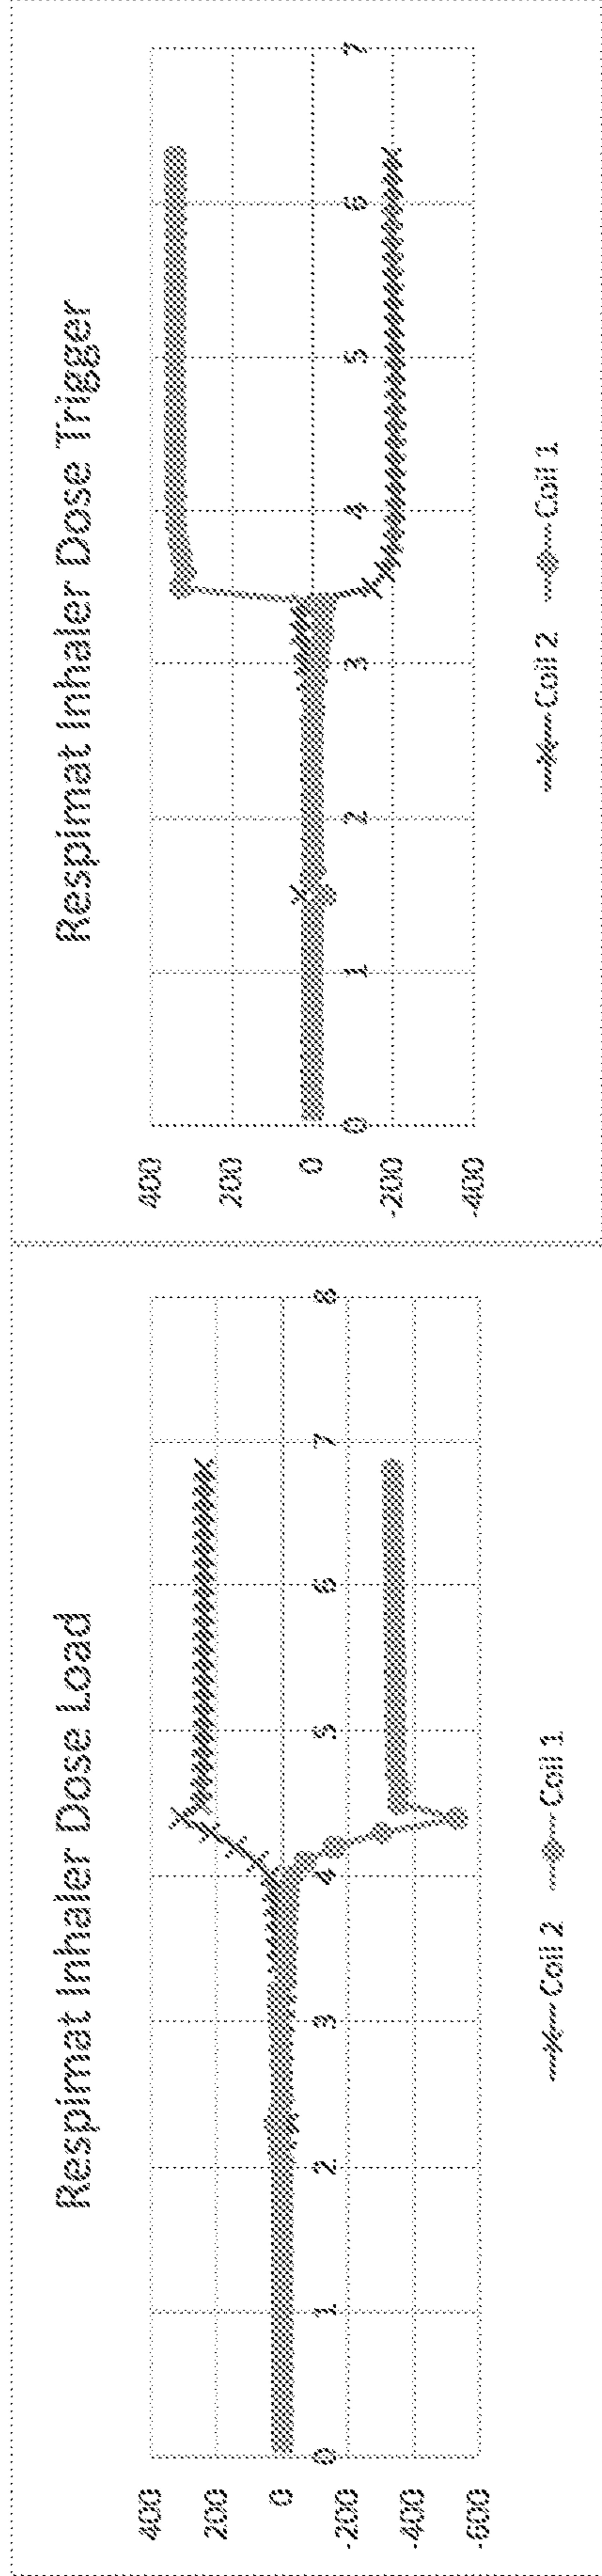 Respimat Inhaler Dose Load
400
200
0
-200
-400
-600
0 1 2 3 4 5 6 7 8
Coil 2 Coil 1
Respimat Inhaler Dose Trigger
400
200
0
-200
-400
0 1 2 3 4 5 6 7
Coil 2 Coil 1